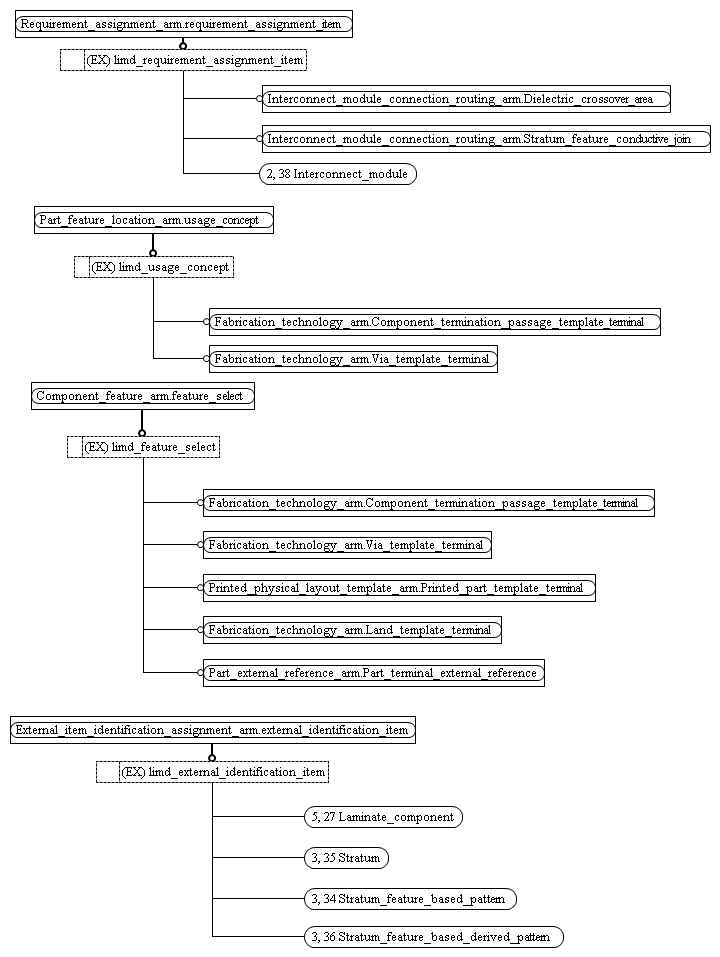 Requirement_assignment_arm.requirement_assignment_item
(EX) limd_requirement_assignment_item
Interconnect_module_connection_routing_arm.Dielectric_crossover_area
Interconnect_module_connection_routing_arm.Stratum_feature_conductive_join
2, 38 Interconnect_module
Part_feature_location_arm.usage_concept
(EX) limd_usage_concept
Fabrication_technology_arm.Component_termination_passage_template_terminal
Fabrication_technology_arm.Via_template_terminal
Component_feature_arm.feature_select
(EX) limd_feature_select
Fabrication_technology_arm.Component_termination_passage_template_terminal
Fabrication_technology_arm.Via_template_terminal
Printed_physical_layout_template_arm.Printed_part_template_terminal
Fabrication_technology_arm.Land_template_terminal
Part_external_reference_arm.Part_terminal_external_reference
External_item_identification_assignment_arm.external_identification_item
(EX) limd_external_identification_item
5, 27 Laminate_component
3, 35 Stratum
3, 34 Stratum_feature_based_pattern
3, 36 Stratum_feature_based_derived_pattern